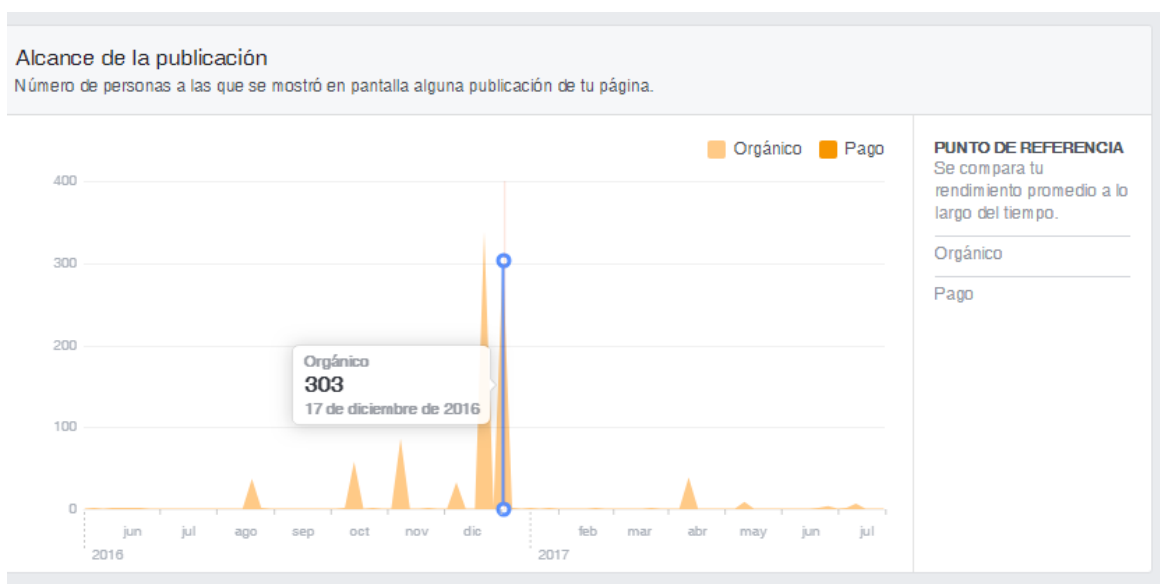 Alcance de la publicación
Número de personas a las que se mostró en pantalla alguna publicación de tu página.
Orgánico Pago
400
300
200
100
0
Orgánico
303
17 de diciembre de 2016
jun jul ago sep oct nov dic feb mar abr may jun jul
2016 2017
PUNTO DE REFERENCIA
Se compara tu
rendimiento promedio a lo
largo del tiempo.
Orgánico
Pago